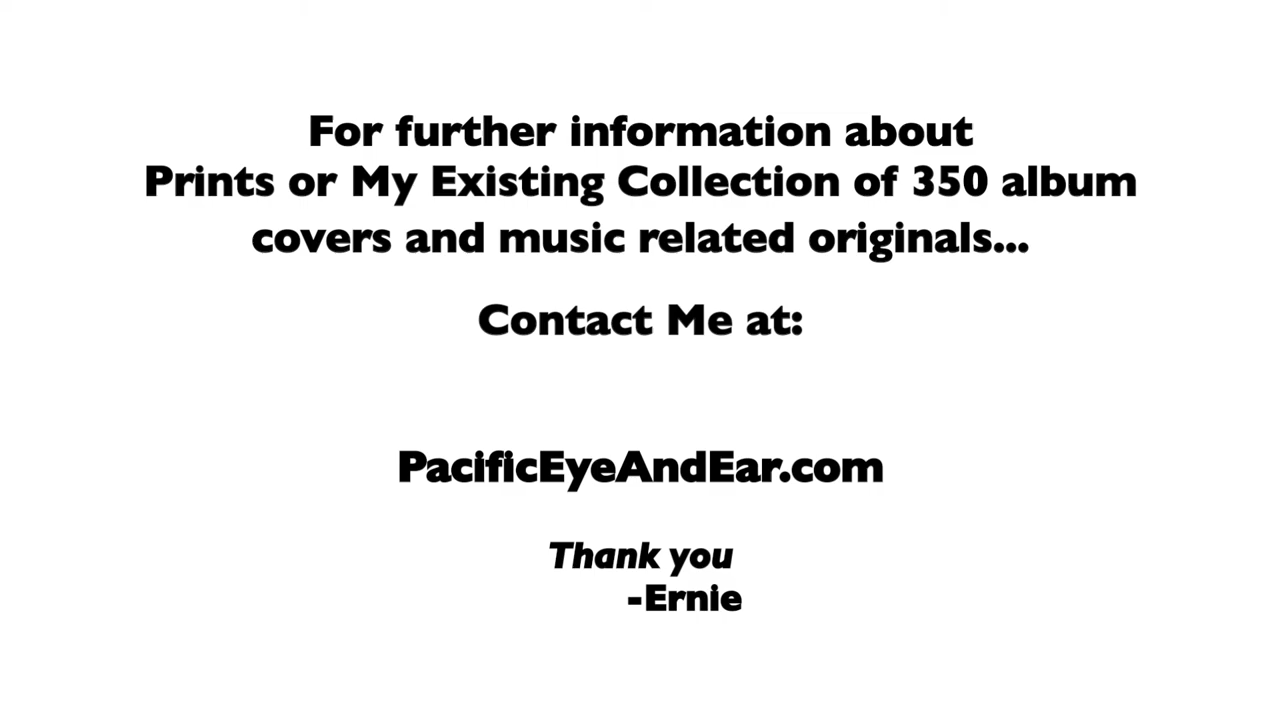 For further information about
Prints or My Existing Collection of 350 album
covers and music related originals...
Contact Me at:
PacificEyeAndEar.com
Thank you
-Ernie